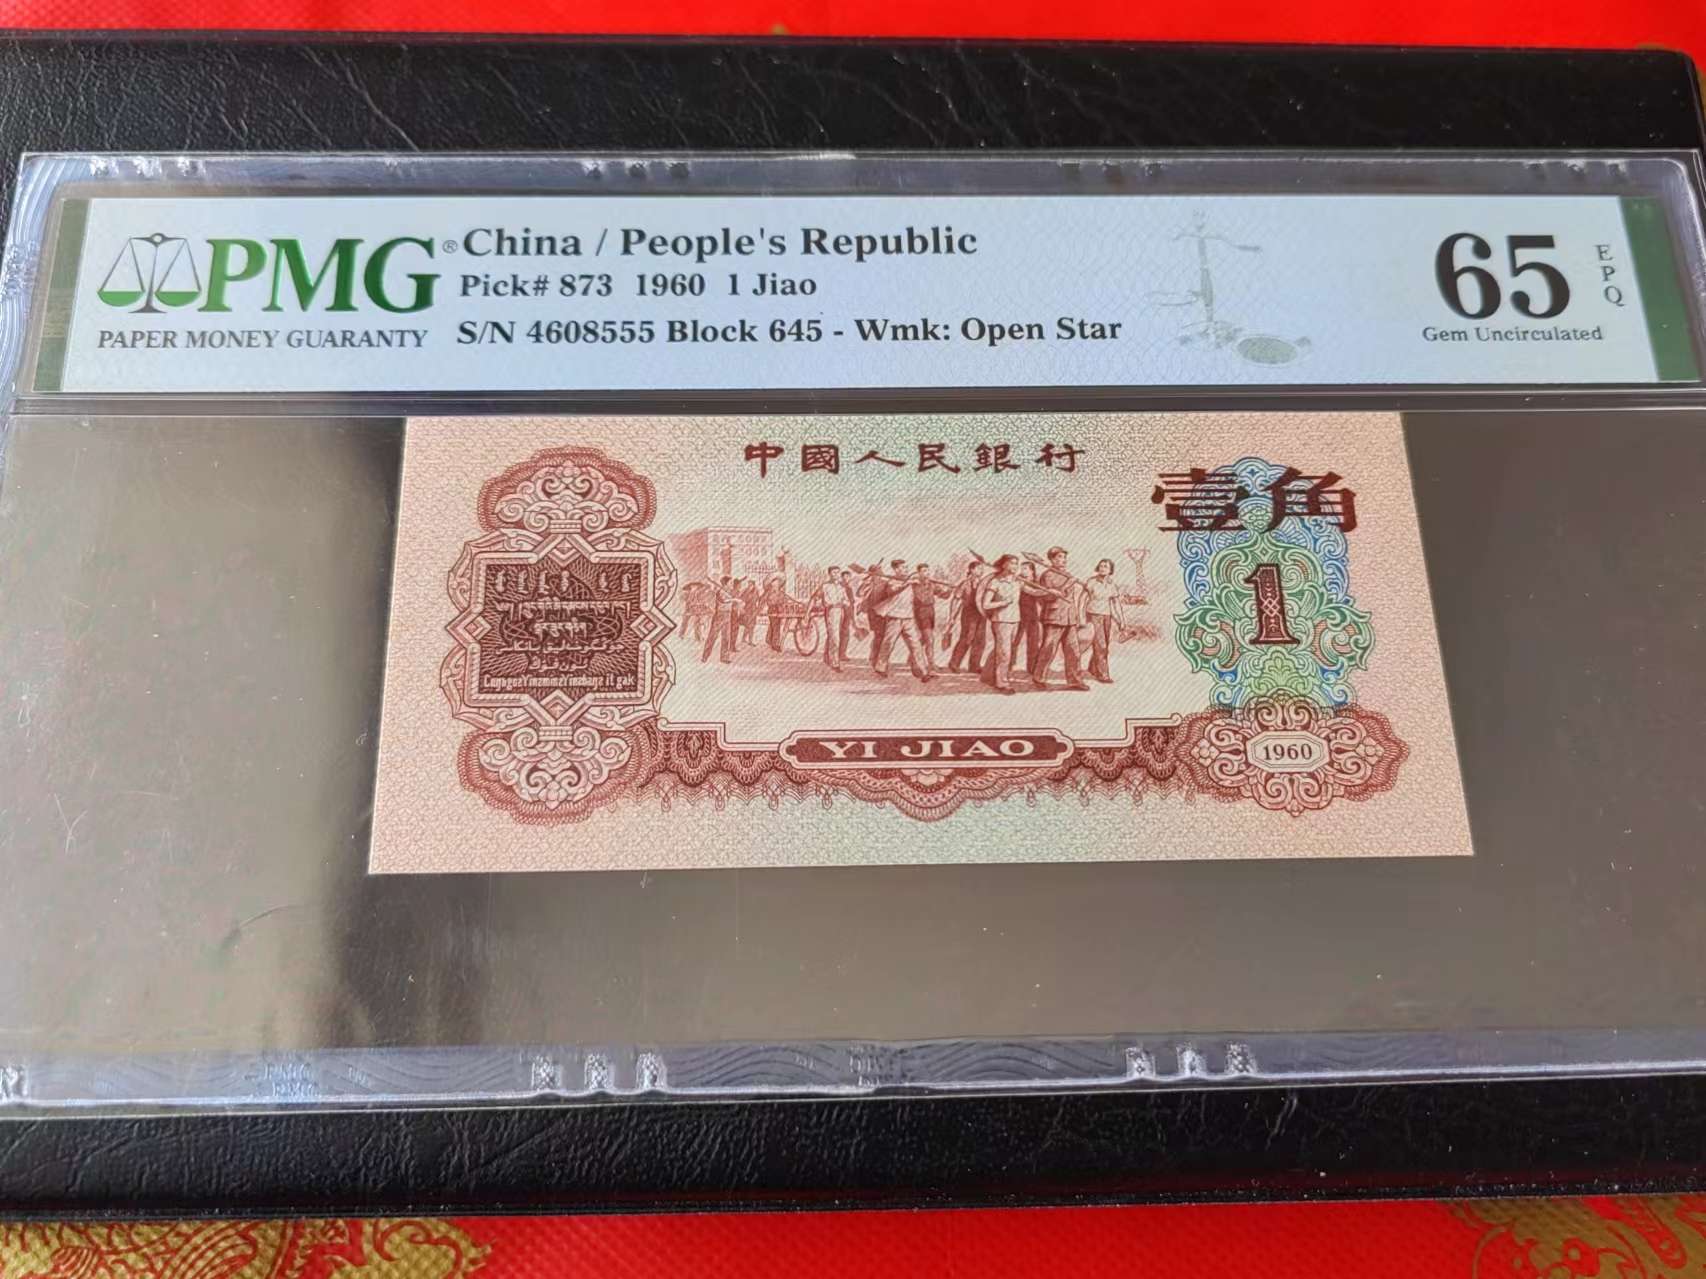 PMG®
PAPER MONEY GUARANTY
China / People's Republic
Pick# 873 1960 1 Jiao
S/N 4608555 Block 645 - Wmk: Open Star
65
EPQ
Gem Uncirculated
中國人民銀行
壹角
1
YI JIAO
1960